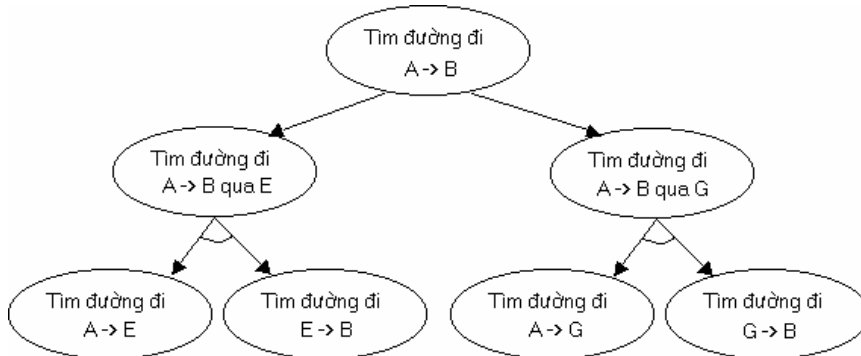 Tìm đường đi
A -> B
Tìm đường đi
A -> B qua E
Tìm đường đi
A -> B qua G
Tìm đường đi
A -> E
Tìm đường đi
E -> B
Tìm đường đi
A -> G
Tìm đường đi
G -> B